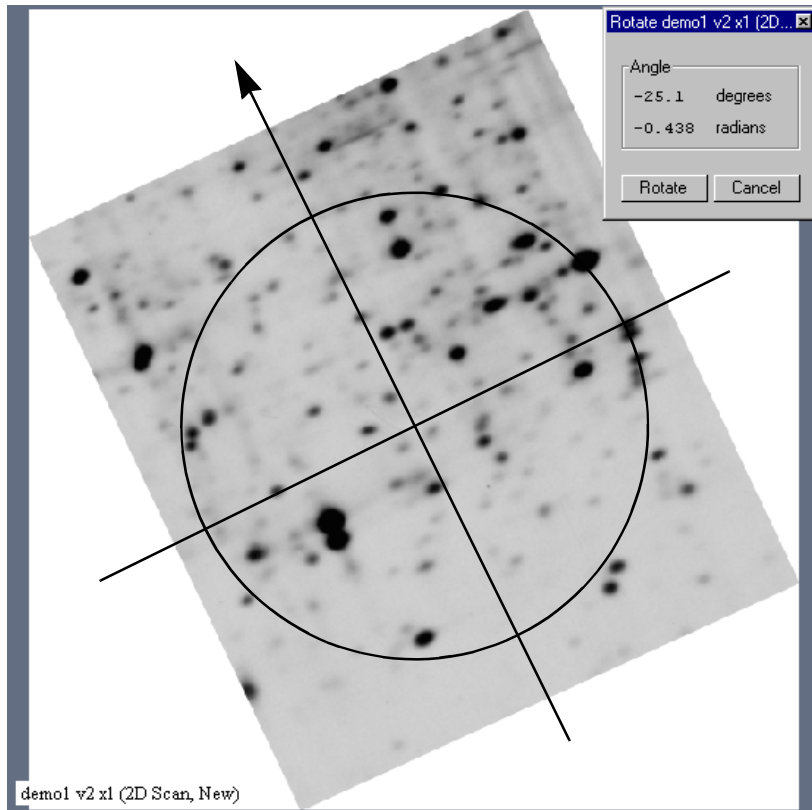 Rotate demo1 v2 x1 (2D...
Angle
-25.1 degrees
-0.438 radians
Rotate Cancel
demo1 v2 x1 (2D Scan, New)